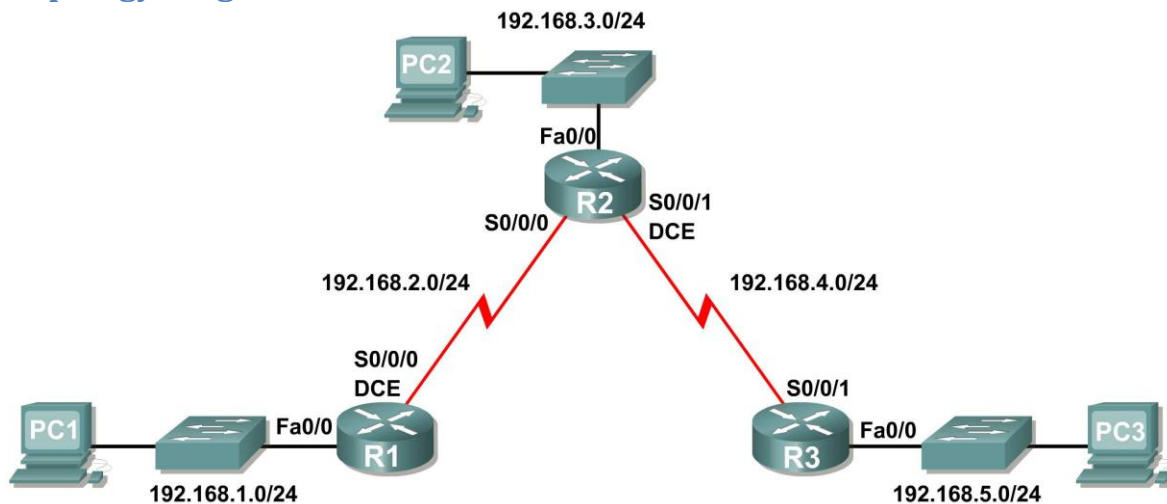 192.168.3.0/24
PC2
Fa0/0
R2
S0/0/1
DCE
S0/0/0
192.168.2.0/24
192.168.4.0/24
S0/0/0
DCE
S0/0/1
PC1
Fa0/0
R1
R3
Fa0/0
PC3
192.168.1.0/24
192.168.5.0/24